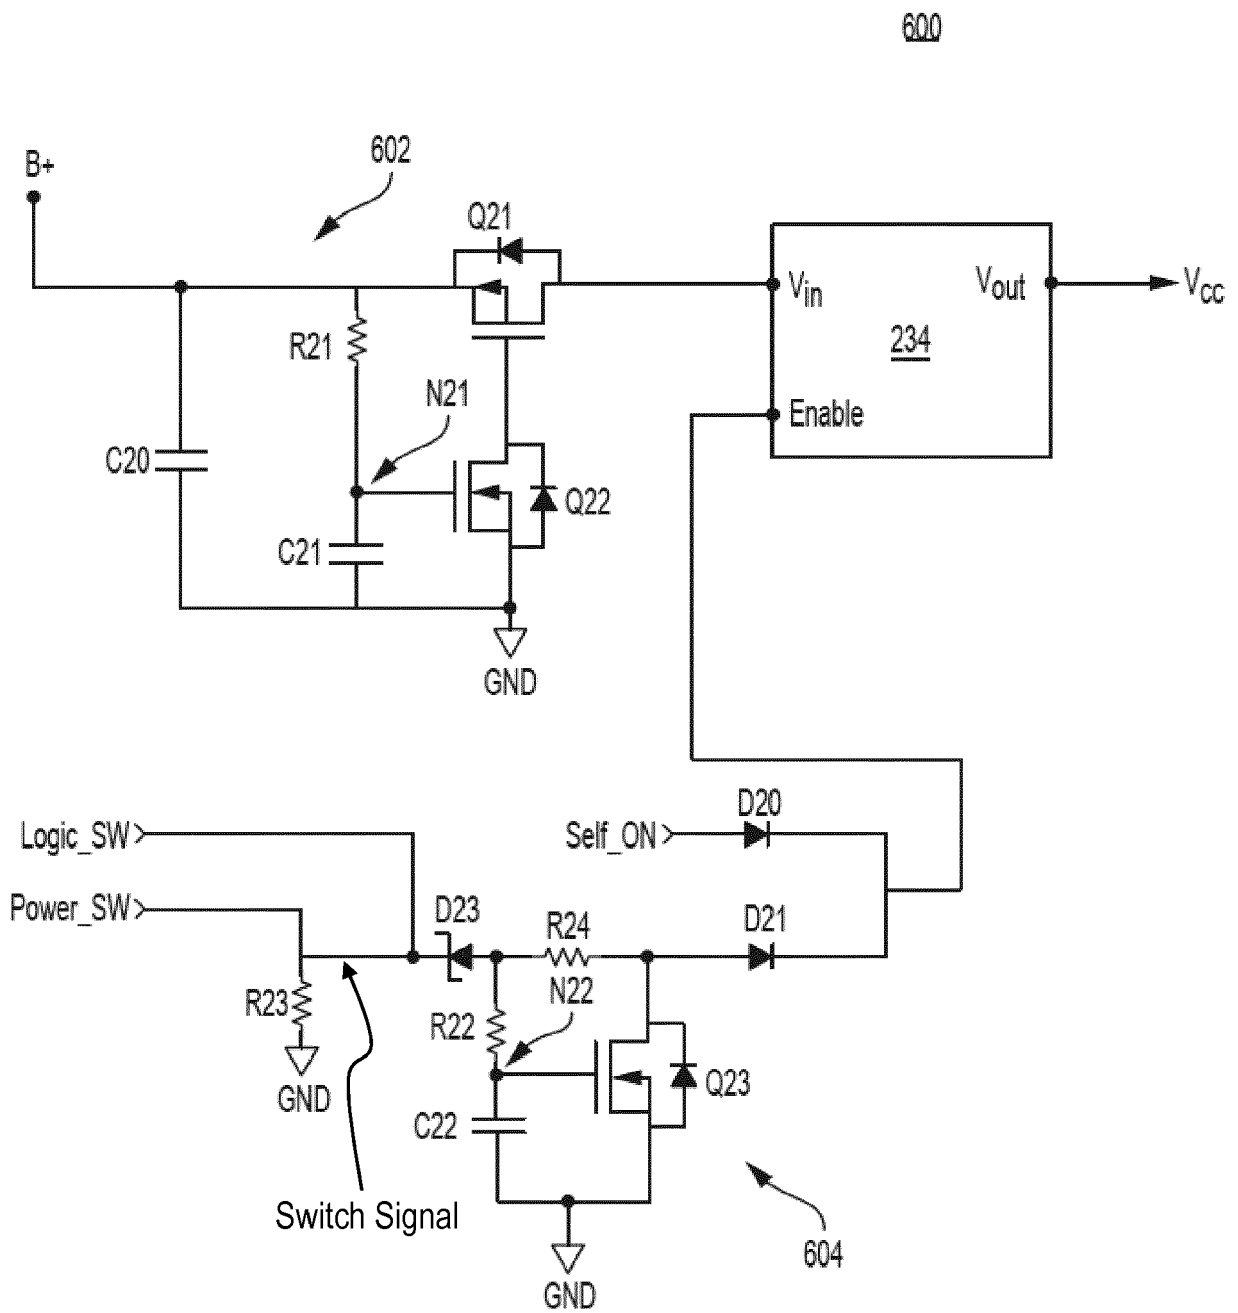 600
602
B+
Q21
Vin
Vout
Vcc
R21
234
N21
Enable
C20
Q22
C21
GND
D20
Logic_SW
Self_ON
Power_SW
D23
R24
D21
N22
R23
R22
GND
Q23
C22
Switch Signal
604
GND